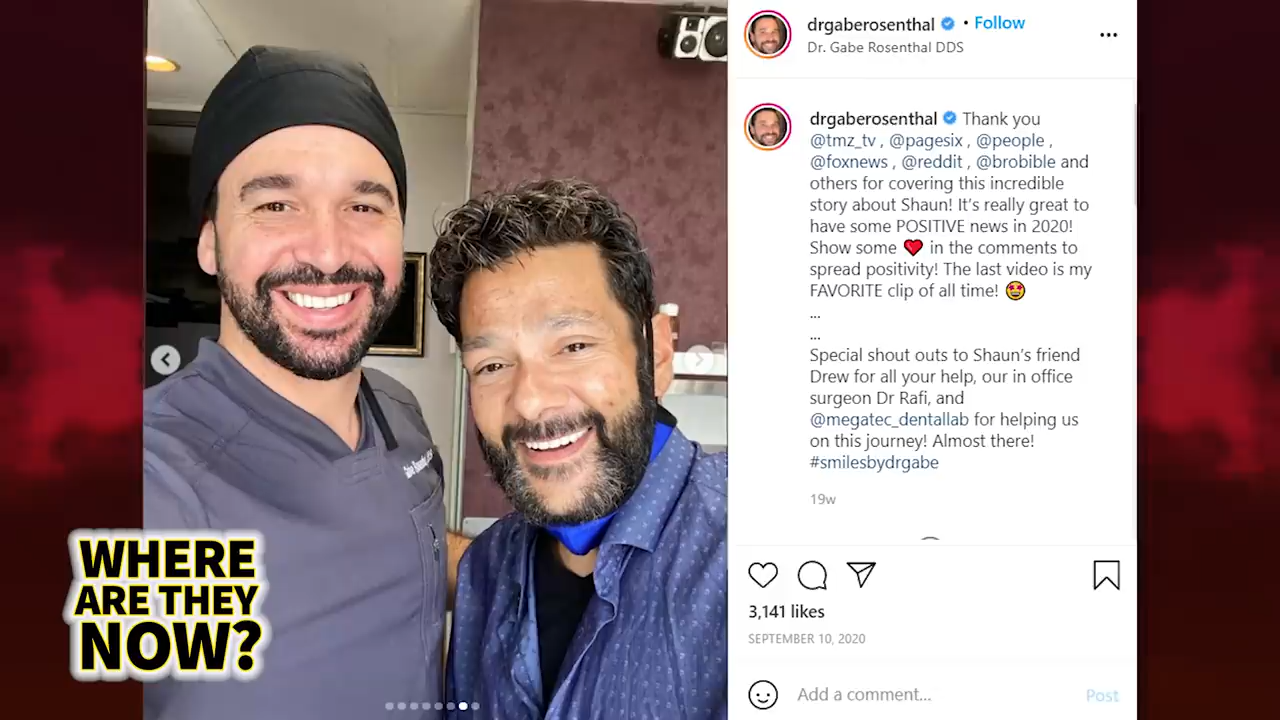 drgaberosenthal • Follow
Dr. Gabe Rosenthal DDS
drgaberosenthal Thank you
@tmz_tv , @pagesix , @people ,
@foxnews , @reddit , @brobible and
others for covering this incredible
story about Shaun! It’s really great to
have some POSITIVE news in 2020!
Show some ❤️ in the comments to
spread positivity! The last video is my
FAVORITE clip of all time! 🤩
...
...
Special shout outs to Shaun’s friend
Drew for all your help, our in office
surgeon Dr Rafi, and
@megatec_dentallab for helping us
on this journey! Almost there!
#smilesbydrgabe
19w
3,141 likes
SEPTEMBER 10, 2020
Add a comment... Post
WHERE
ARE THEY
NOW?